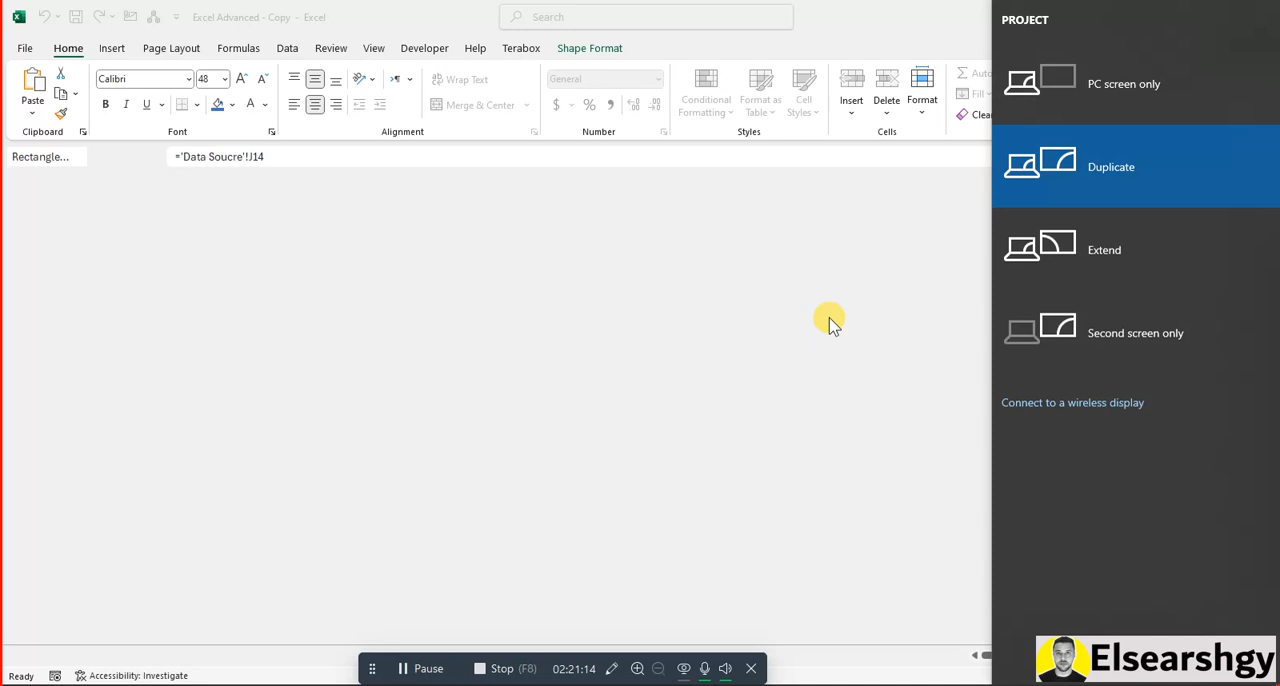 Excel Advanced - Copy - Excel
Search
PROJECT
File Home Insert Page Layout Formulas Data Review View Developer Help Terabox Shape Format
PC screen only
Paste
Calibri 48
Wrap Text
General
Merge & Center
Conditional Formatting
Format as Table
Cell Styles
Insert
Delete
Format
Auto
Fill
Clear
Clipboard Font Alignment Number Styles Cells
Rectangle...
='Data Soucre'!J14
Duplicate
Extend
Second screen only
Connect to a wireless display
Pause Stop (F8) 02:21:14
Ready
Accessibility: Investigate
Elsearshgy